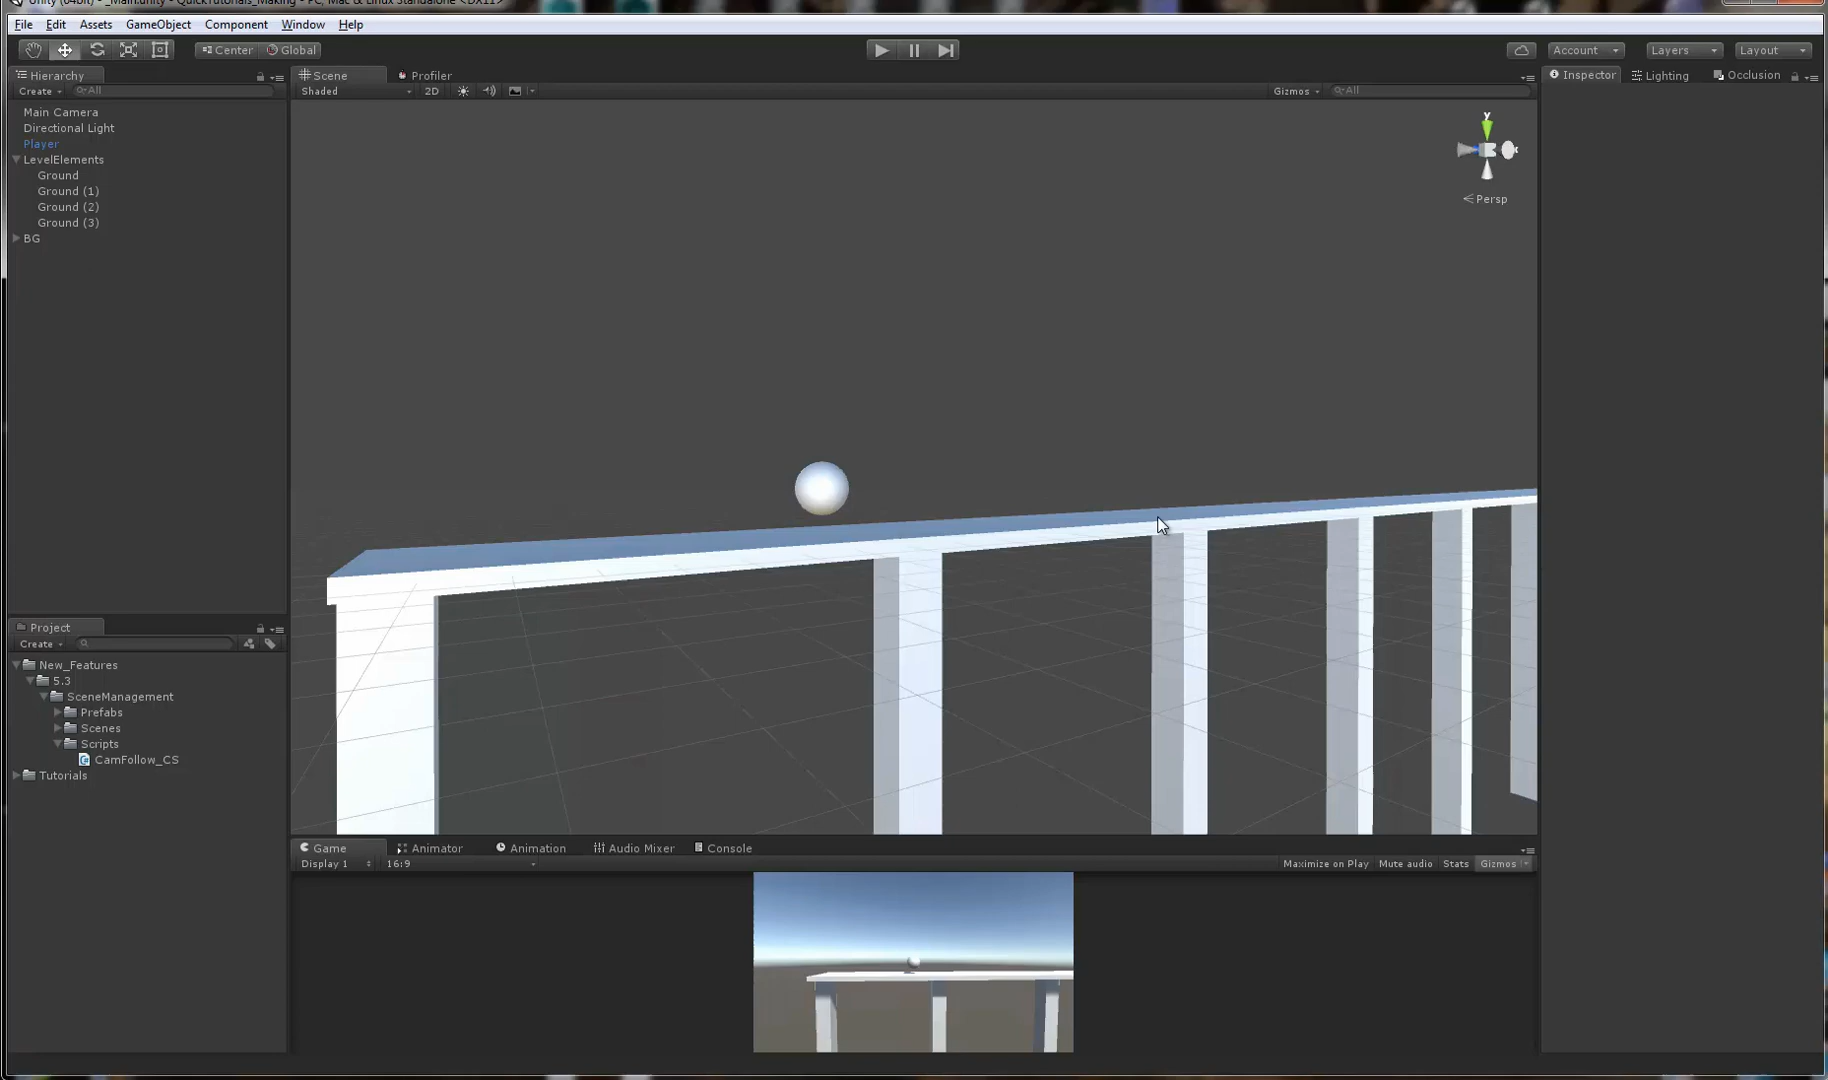 Unity (64bit) - _Main.unity - QuickTutorials_Making - PC, Mac & Linux Standalone <DX11>
File Edit Assets GameObject Component Window Help
Center Global Account Layers Layout
Hierarchy
Create All
Main Camera
Directional Light
Player
LevelElements
Ground
Ground (1)
Ground (2)
Ground (3)
BG
Scene Profiler
Shaded 2D Gizmos All
y
Persp
Inspector Lighting Occlusion
Project
Create
New_Features
5.3
SceneManagement
Prefabs
Scenes
Scripts
CamFollow_CS
Tutorials
Game Animator Animation Audio Mixer Console
Display 1 16:9 Maximize on Play Mute audio Stats Gizmos